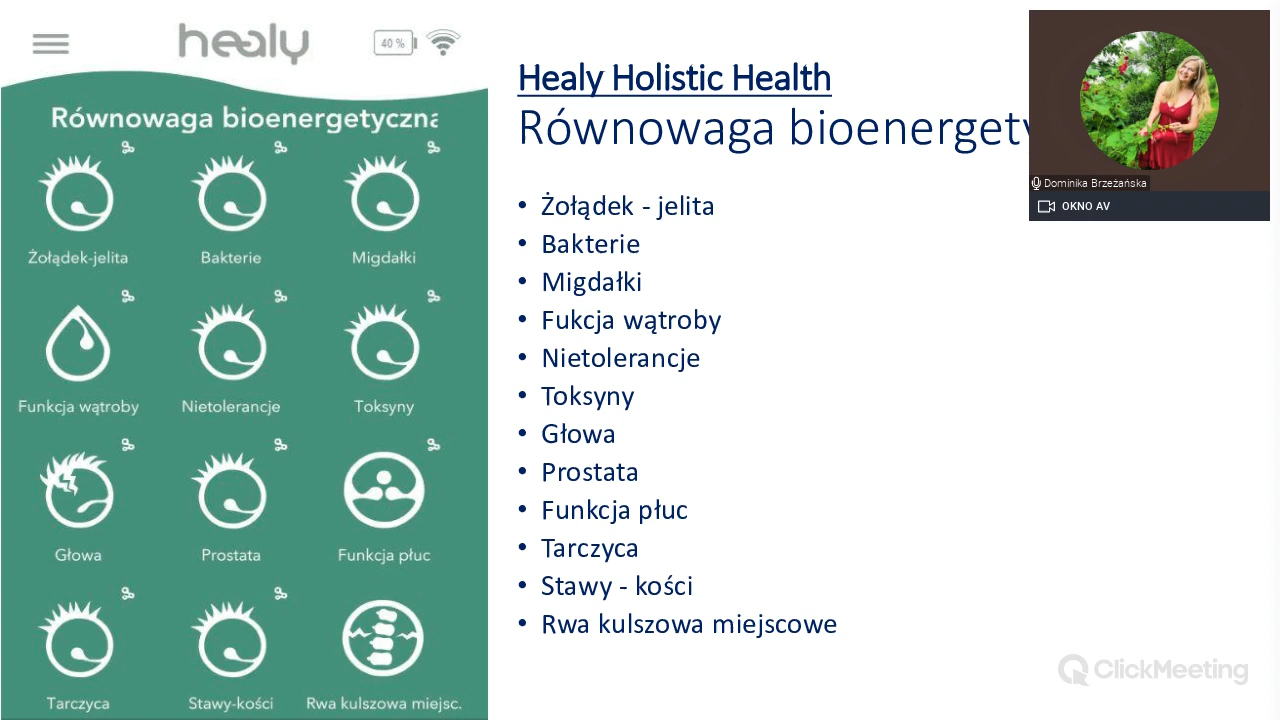 healy
40 %
Równowaga bioenergetyczna
Żołądek-jelita
Bakterie
Migdałki
Funkcja wątroby
Nietolerancje
Toksyny
Głowa
Prostata
Funkcja płuc
Tarczyca
Stawy-kości
Rwa kulszowa miejsc.
Healy Holistic Health
Równowaga bioenergety
• Żołądek - jelita
• Bakterie
• Migdałki
• Fukcja wątroby
• Nietolerancje
• Toksyny
• Głowa
• Prostata
• Funkcja płuc
• Tarczyca
• Stawy - kości
• Rwa kulszowa miejscowe
Dominika Brzeżańska
OKNO AV
ClickMeeting